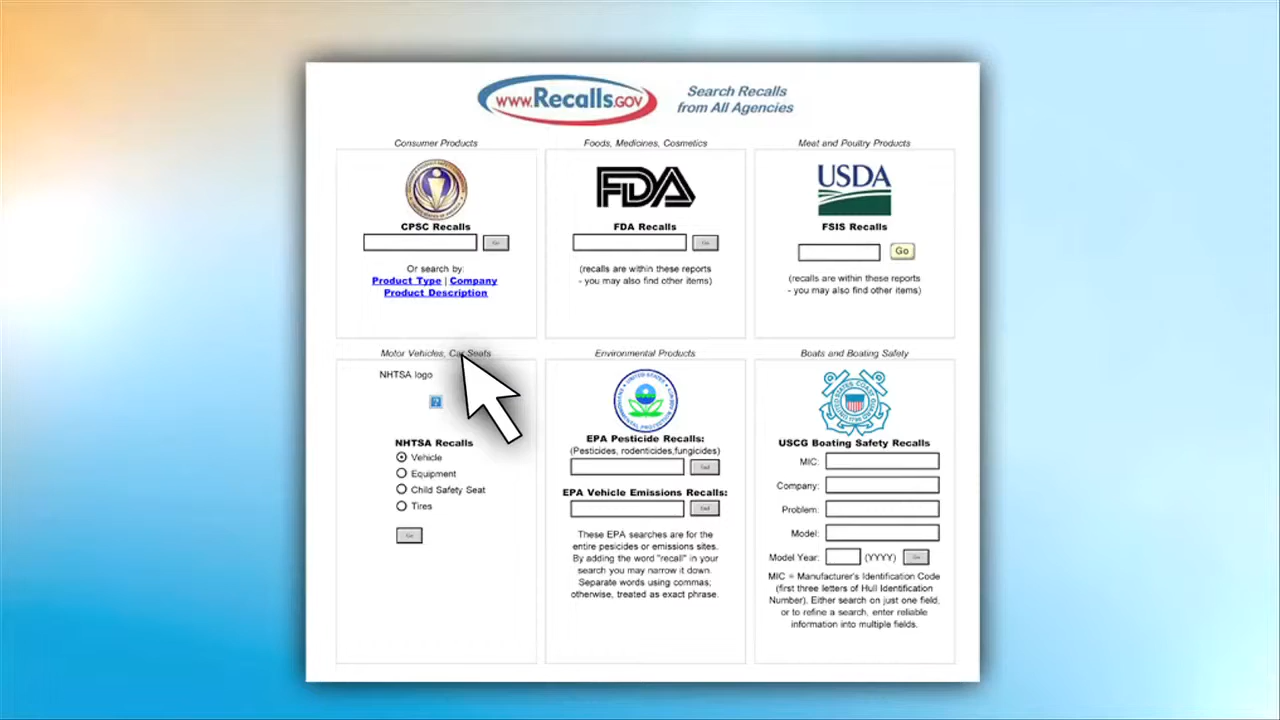 www.Recalls.gov
Search Recalls
from All Agencies
Consumer Products
CPSC Recalls
Go
Or search by:
Product Type | Company
Product Description
Foods, Medicines, Cosmetics
FDA
FDA Recalls
Go
(recalls are within these reports
- you may also find other items)
Meat and Poultry Products
USDA
FSIS Recalls
Go
(recalls are within these reports
- you may also find other items)
Motor Vehicles, Car Seats
NHTSA logo
?
NHTSA Recalls
Vehicle
Equipment
Child Safety Seat
Tires
Go
Environmental Products
EPA Pesticide Recalls:
(Pesticides, rodenticides,fungicides)
EPA Vehicle Emissions Recalls:
These EPA searches are for the
entire pesicides or emissions sites.
By adding the word "recall" in your
search you may narrow it down.
Separate words using commas;
otherwise, treated as exact phrase.
Boats and Boating Safety
USCG Boating Safety Recalls
MIC:
Company:
Problem:
Model:
Model Year: (YYYY) Go
MIC = Manufacturer's Identification Code
(first three letters of Hull Identification
Number). Either search on just one field,
or to refine a search, enter reliable
information into multiple fields.